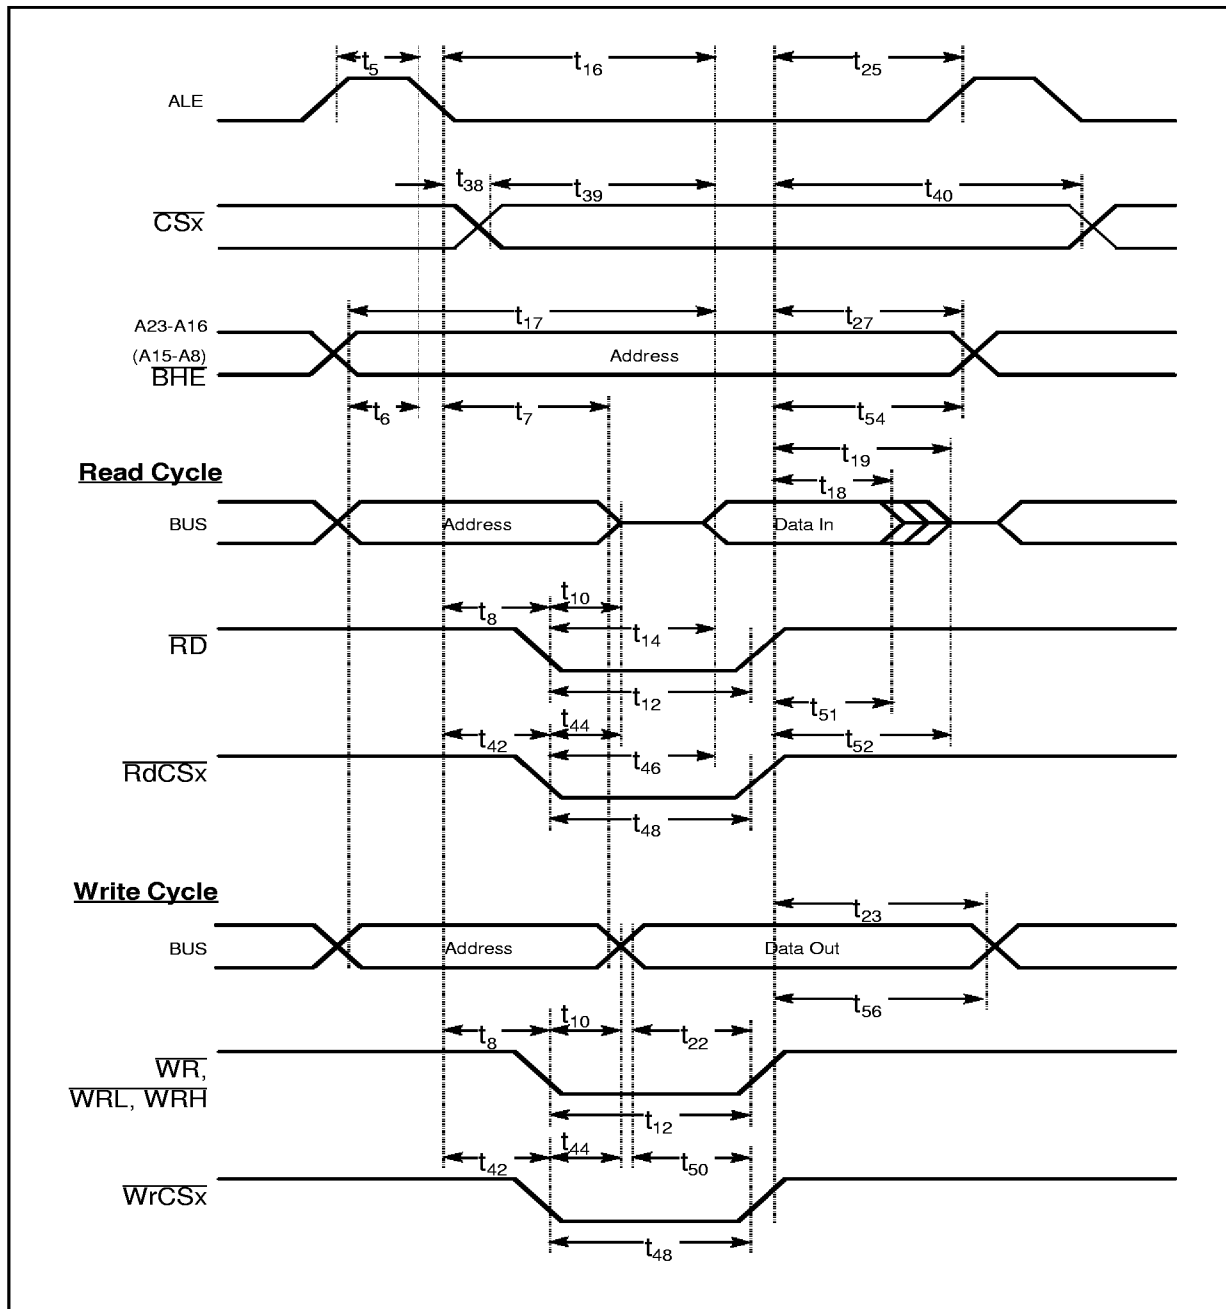 t5 t16 t25
ALE
t38 t39 t40
CSx
A23-A16 t17 t27
(A15-A8) Address
BHE
t6 t7 t54
t19
Read Cycle t18
BUS Address Data In
t10
t8 t14
RD
t12 t51
t44
t42 t46 t52
RdCSx
t48
Write Cycle
t23
BUS Address Data Out
t56
t10
t8 t22
WR,
WRL, WRH t12
t44
t42 t50
WrCSx
t48